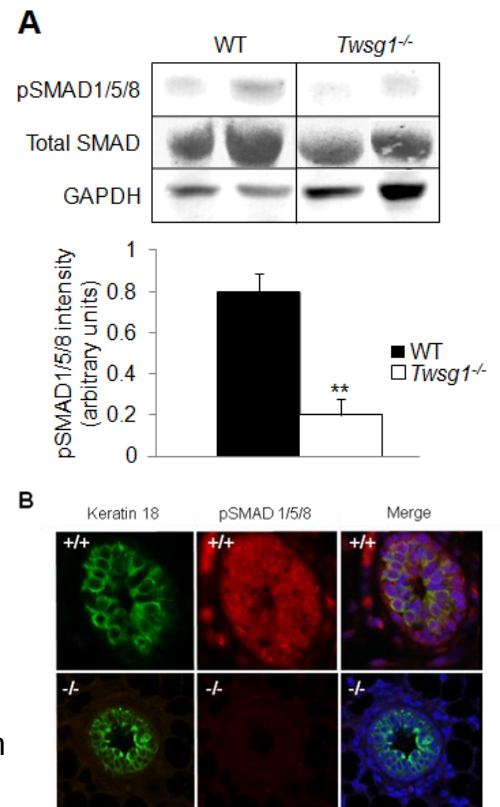 A
WT Twsg1-/-
pSMAD1/5/8
Total SMAD
GAPDH
pSMAD1/5/8 intensity
(arbitrary units)
1
0.8
0.6
0.4
0.2
0
**
WT
Twsg1-/-
B
Keratin 18 pSMAD 1/5/8 Merge
+/+ +/+ +/+
-/- -/- -/-